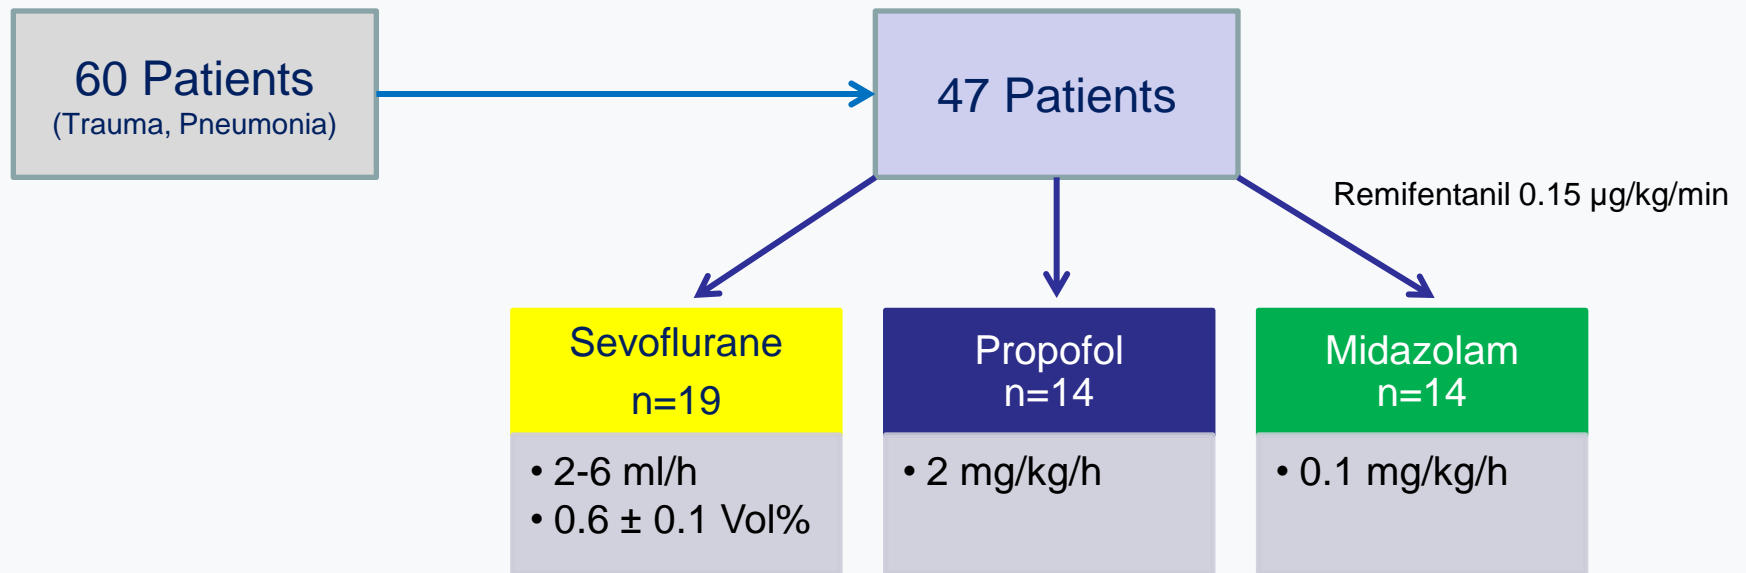 60 Patients
(Trauma, Pneumonia)
47 Patients
Remifentanil 0.15 µg/kg/min
Sevoflurane
n=19
• 2-6 ml/h
• 0.6 ± 0.1 Vol%
Propofol
n=14
• 2 mg/kg/h
Midazolam
n=14
• 0.1 mg/kg/h